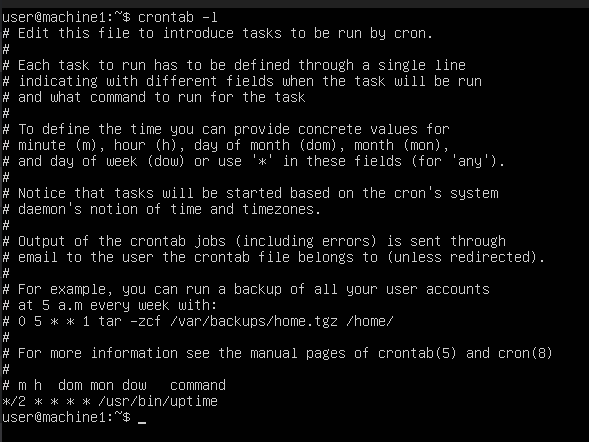 user@machine1:~$ crontab -l
# Edit this file to introduce tasks to be run by cron.
#
# Each task to run has to be defined through a single line
# indicating with different fields when the task will be run
# and what command to run for the task
#
# To define the time you can provide concrete values for
# minute (m), hour (h), day of month (dom), month (mon),
# and day of week (dow) or use '*' in these fields (for 'any').
#
# Notice that tasks will be started based on the cron's system
# daemon's notion of time and timezones.
#
# Output of the crontab jobs (including errors) is sent through
# email to the user the crontab file belongs to (unless redirected).
#
# For example, you can run a backup of all your user accounts
# at 5 a.m every week with:
# 0 5 * * 1 tar -zcf /var/backups/home.tgz /home/
#
# For more information see the manual pages of crontab(5) and cron(8)
#
# m h  dom mon dow   command
*/2 * * * * /usr/bin/uptime
user@machine1:~$ _